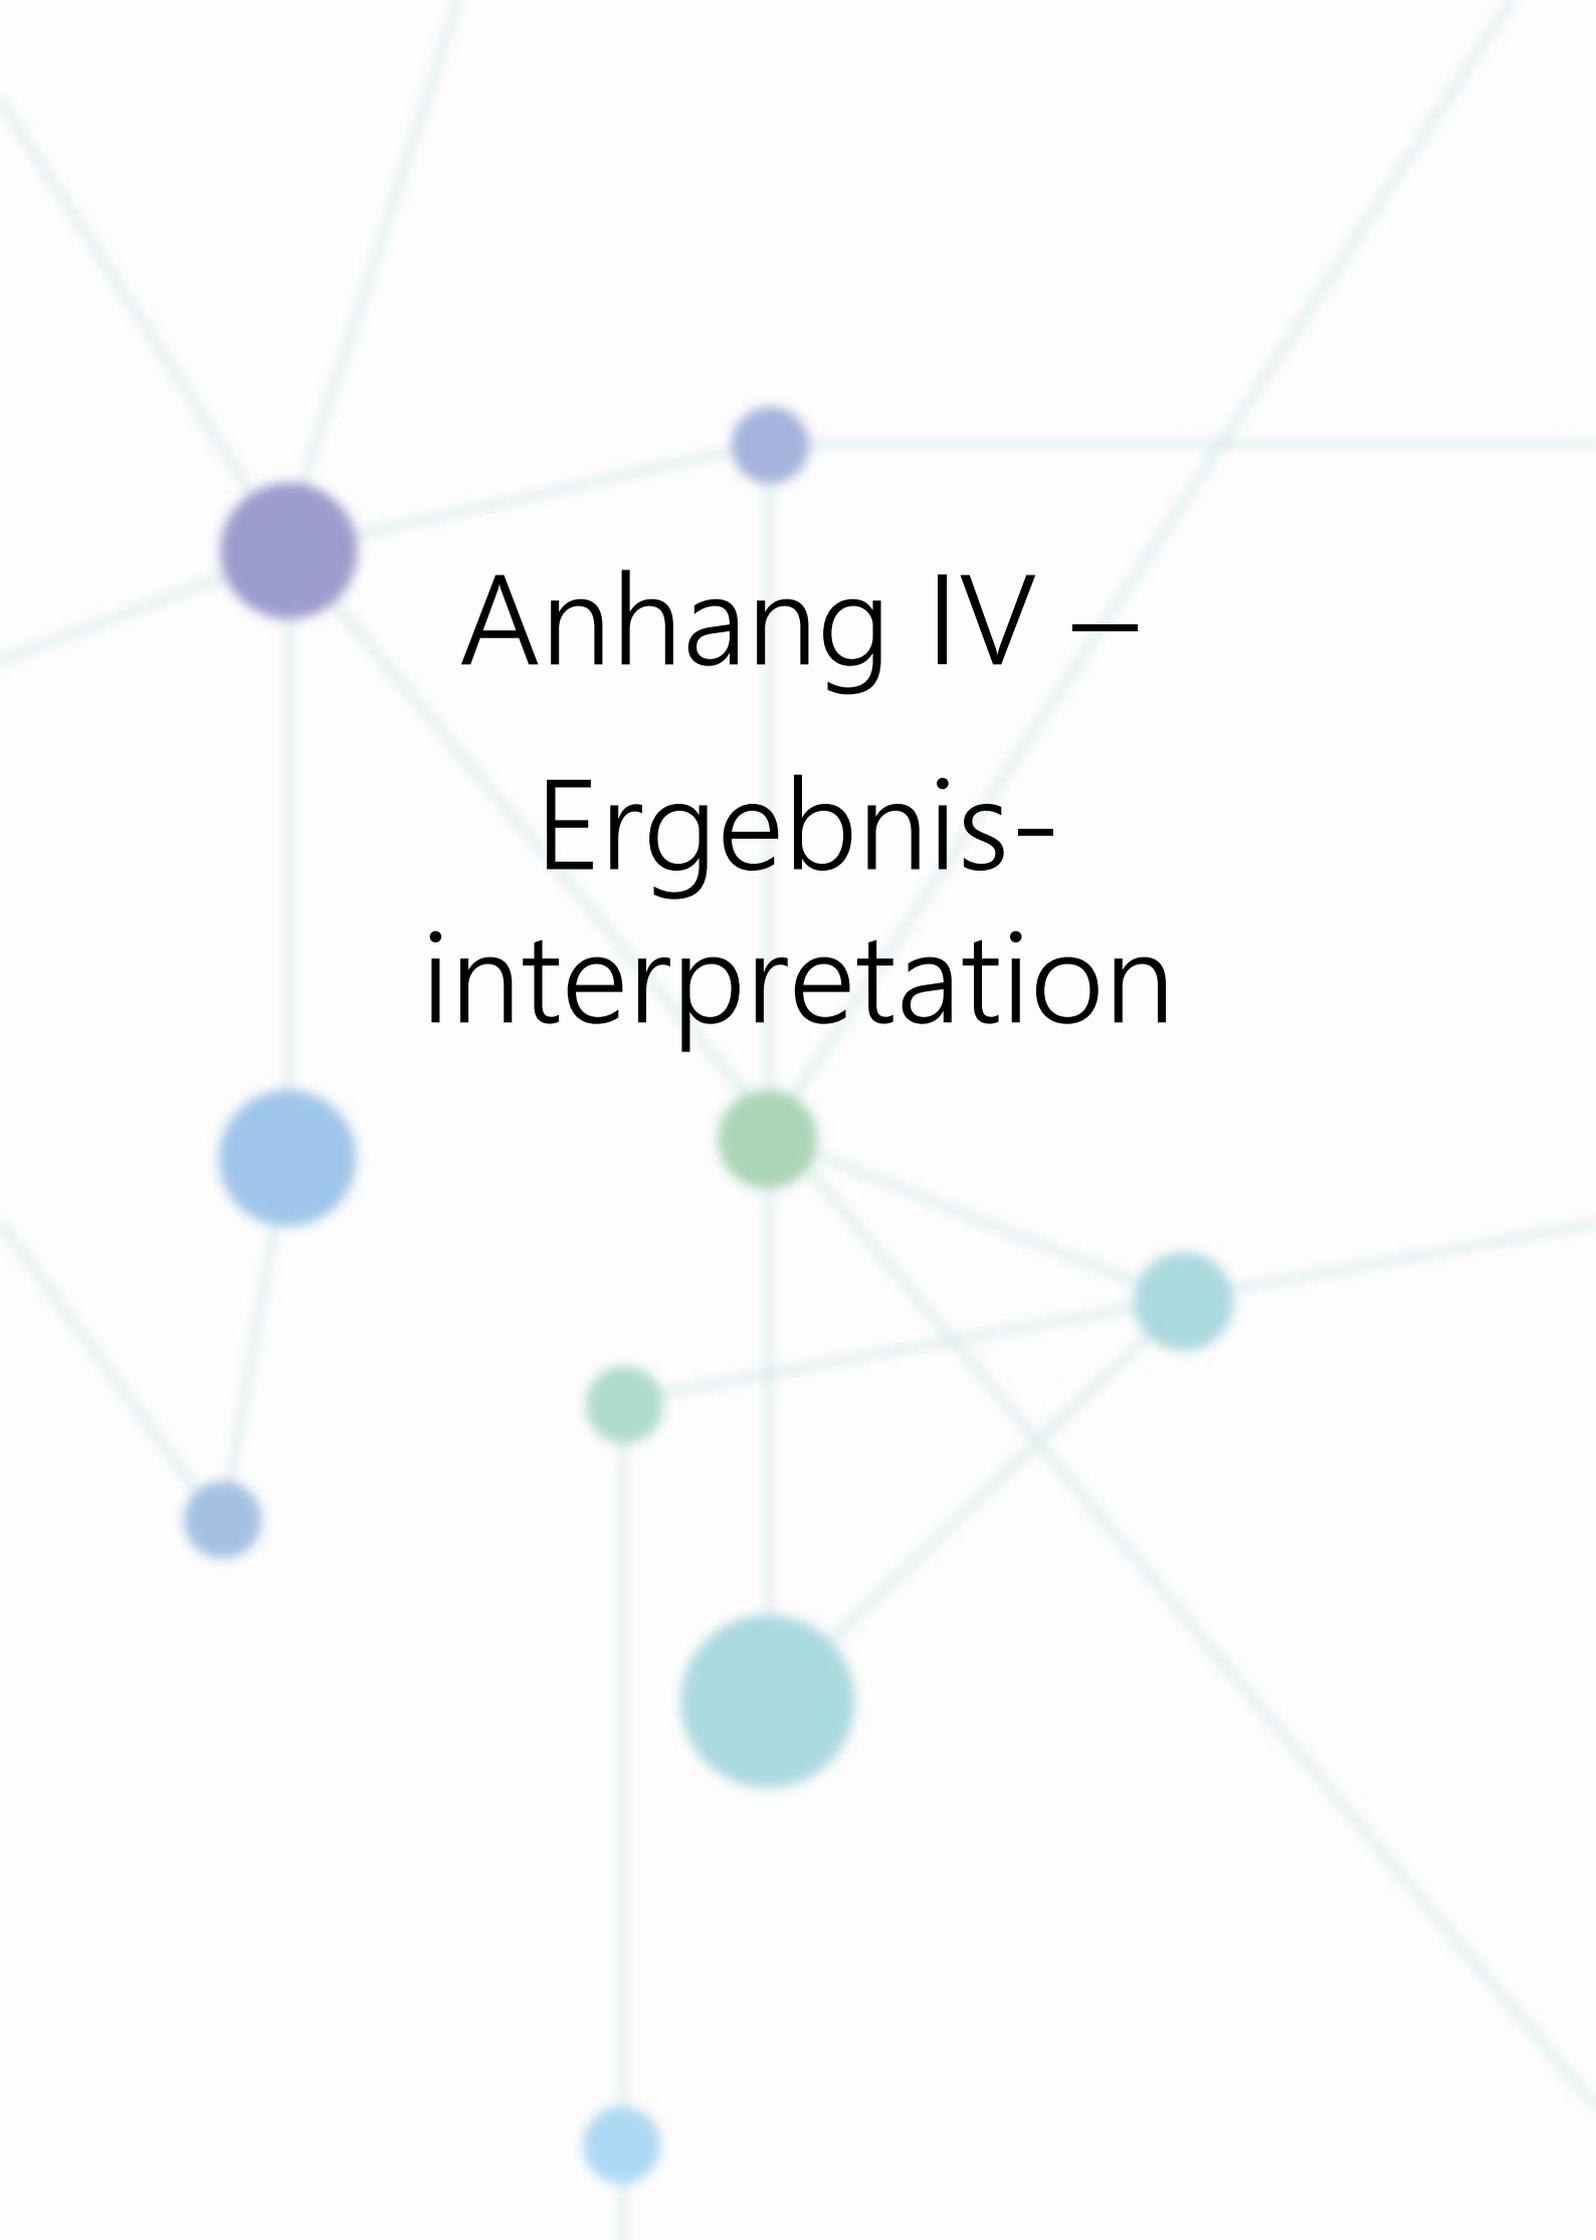 Anhang IV –
Ergebnis-
interpretation